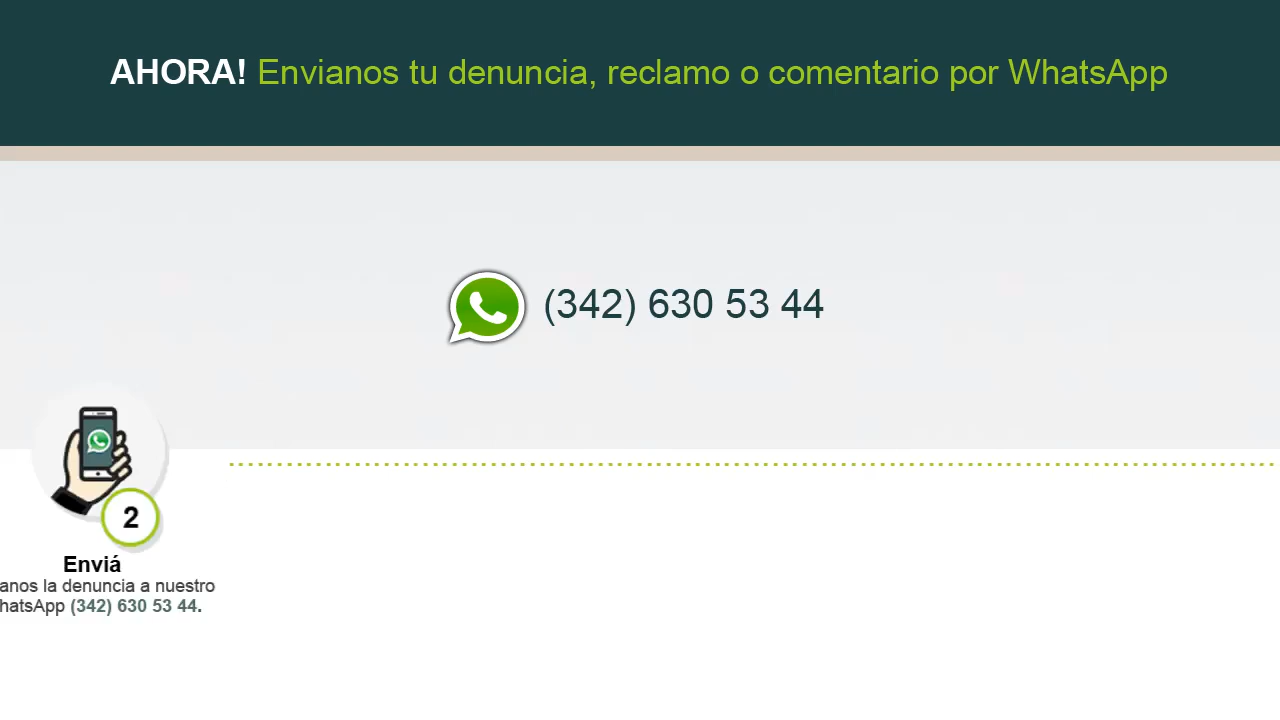 AHORA! Envianos tu denuncia, reclamo o comentario por WhatsApp
(342) 630 53 44
2
Enviá
anos la denuncia a nuestro
hatsApp (342) 630 53 44.